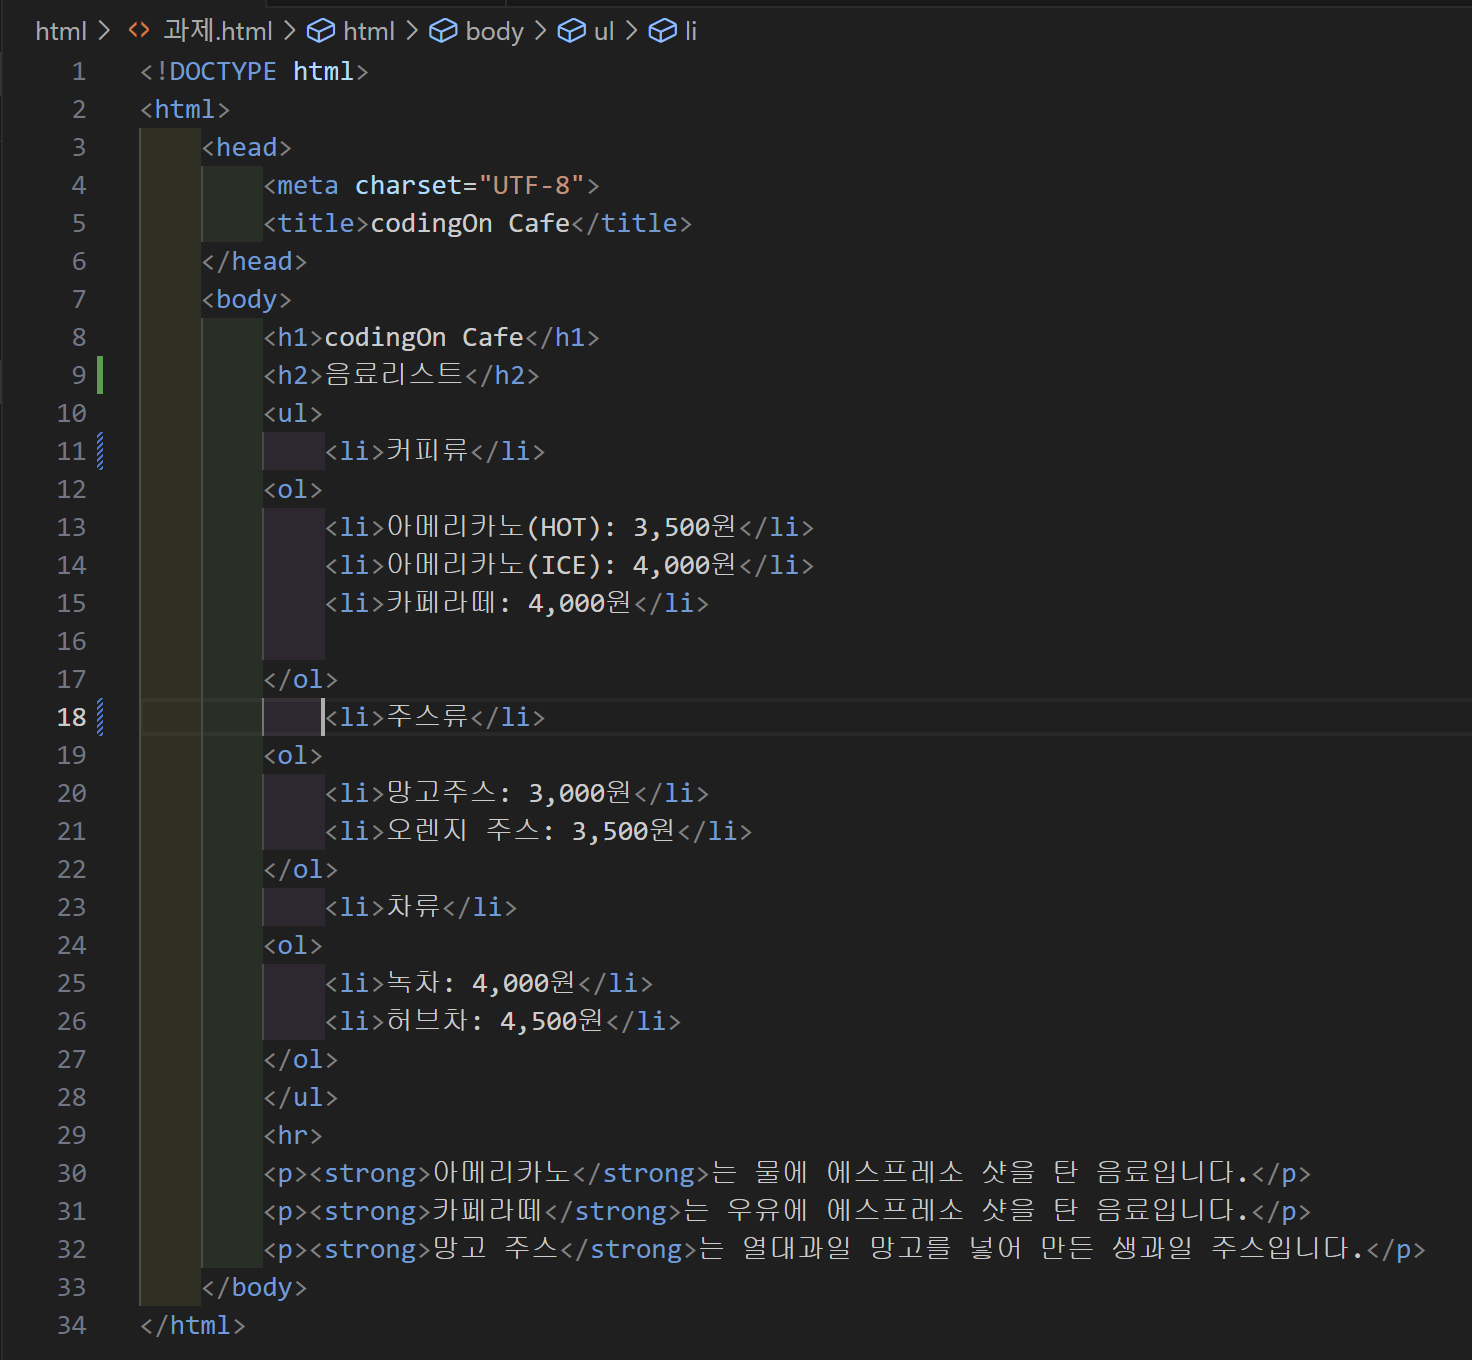 html > <> 과제.html > html > body > ul > li
1 <!DOCTYPE html>
2 <html>
3 <head>
4 <meta charset="UTF-8">
5 <title>codingOn Cafe</title>
6 </head>
7 <body>
8 <h1>codingOn Cafe</h1>
9 <h2>음료리스트</h2>
10 <ul>
11 <li>커피류</li>
12 <ol>
13 <li>아메리카노(HOT): 3,500원</li>
14 <li>아메리카노(ICE): 4,000원</li>
15 <li>카페라떼: 4,000원</li>
16
17 </ol>
18 <li>주스류</li>
19 <ol>
20 <li>망고주스: 3,000원</li>
21 <li>오렌지 주스: 3,500원</li>
22 </ol>
23 <li>차류</li>
24 <ol>
25 <li>녹차: 4,000원</li>
26 <li>허브차: 4,500원</li>
27 </ol>
28 </ul>
29 <hr>
30 <p><strong>아메리카노</strong>는 물에 에스프레소 샷을 탄 음료입니다.</p>
31 <p><strong>카페라떼</strong>는 우유에 에스프레소 샷을 탄 음료입니다.</p>
32 <p><strong>망고 주스</strong>는 열대과일 망고를 넣어 만든 생과일 주스입니다.</p>
33 </body>
34 </html>